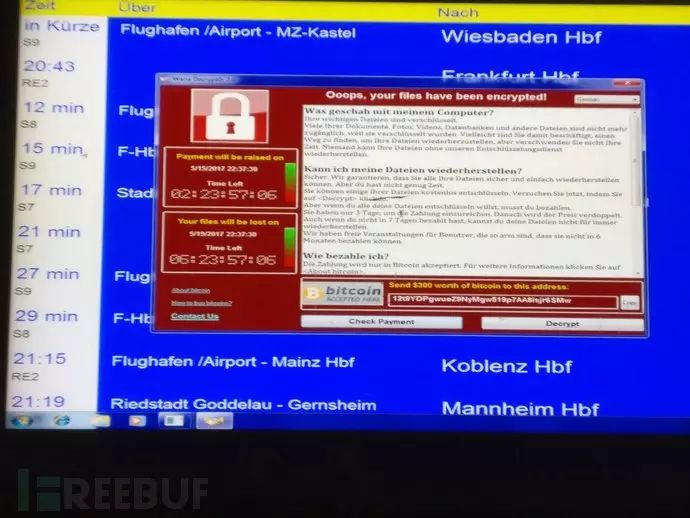 Zeit Über Nach
in Kürze Flughafen /Airport - MZ-Kastel Wiesbaden Hbf
S9
20:43 Frankfurt Hbf
RE2
12 min Flug
S8
15 min F-Ho
S9
17 min Stad
S7
21 min
S7
27 min Flug
S9
29 min F-Hb
S8
21:15 Flughafen /Airport - Mainz Hbf Koblenz Hbf
RE2
21:19 Riedstadt Goddelau - Gernsheim Mannheim Hbf
Ooops, your files have been encrypted!
German
Payment will be raised on
5/15/2017 22:37:30
Time Left
02:23:57:06
Your files will be lost on
5/19/2017 22:37:30
Time Left
06:23:57:06
About bitcoin
How to buy bitcoins?
Contact Us
Was geschah mit meinem Computer?
Ihre wichtigen Dateien sind verschlüsselt.
Viele Ihrer Dokumente, Fotos, Videos, Datenbanken und andere Dateien sind nicht mehr
zugänglich, weil sie verschlüsselt wurden. Vielleicht sind Sie damit beschäftigt, einen
Weg zu finden, um Ihre Dateien wiederherzustellen, aber verschwenden Sie nicht Ihre
Zeit. Niemand kann Ihre Dateien ohne unseren Entschlüsselungsdienst
wiederherstellen.
Kann ich meine Dateien wiederherstellen?
Sicher. Wir garantieren, dass Sie alle Ihre Dateien sicher und einfach wiederherstellen
können. Aber du hast nicht genug Zeit.
Sie können einige Ihrer Dateien kostenlos entschlüsseln. Versuchen Sie jetzt, indem Sie
auf <Decrypt> klicken.
Aber wenn du alle deine Dateien entschlüsseln willst, musst du bezahlen.
Sie haben nur 3 Tage, um die Zahlung einzureichen. Danach wird der Preis verdoppelt.
Auch wenn du nicht in 7 Tagen bezahlt hast, kannst du deine Dateien nicht für immer
wiederherstellen.
Wir haben freie Veranstaltungen für Benutzer, die so arm sind, dass sie nicht in 6
Monaten bezahlen können.
Wie bezahle ich?
Die Zahlung wird nur in Bitcoin akzeptiert. Für weitere Informationen klicken Sie auf
<About bitcoin>.
bitcoin
ACCEPTED HERE
Send $300 worth of bitcoin to this address:
12t9YDPgwueZ9NyMgw519p7AA8isjr6SMw
Copy
Check Payment Decrypt
REEBUF